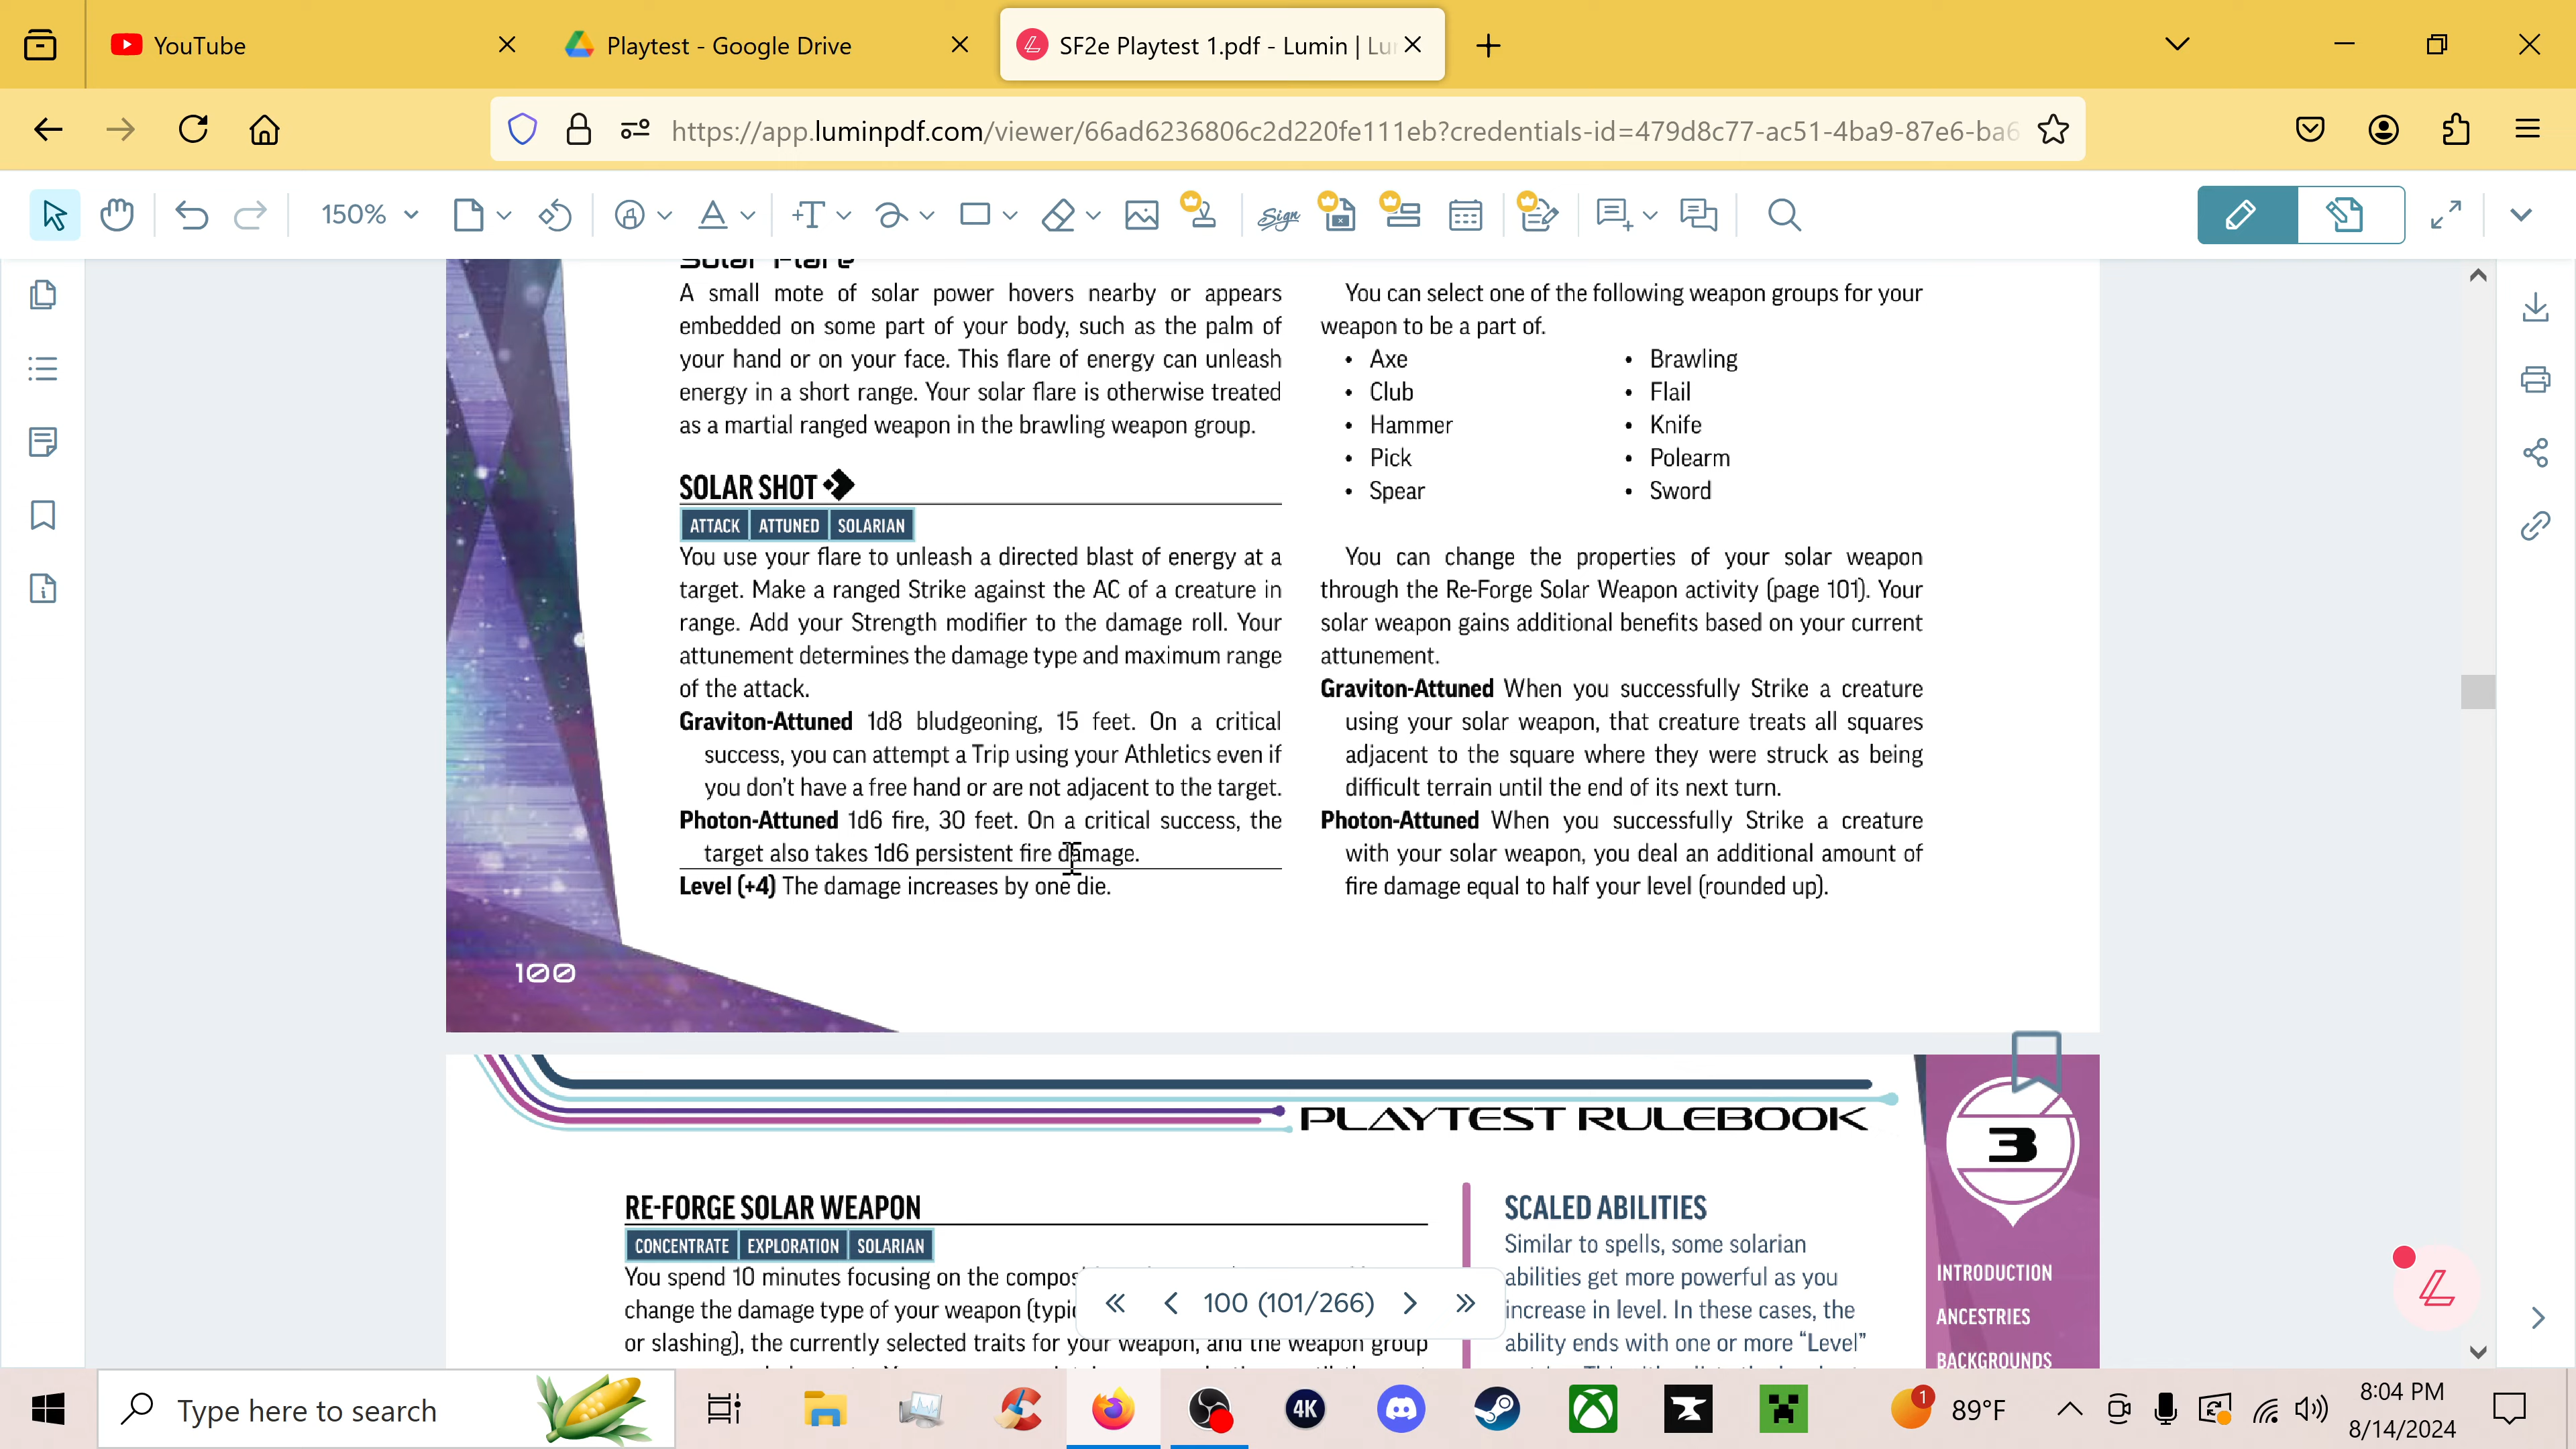 YouTube
Playtest - Google Drive
SF2e Playtest 1.pdf - Lumin | Lu
https://app.luminpdf.com/viewer/66ad6236806c2d220fe111eb?credentials-id=479d8c77-ac51-4ba9-87e6-ba6
150%
Sign
Solar Flare
A small mote of solar power hovers nearby or appears
embedded on some part of your body, such as the palm of
your hand or on your face. This flare of energy can unleash
energy in a short range. Your solar flare is otherwise treated
as a martial ranged weapon in the brawling weapon group.
SOLAR SHOT
ATTACK ATTUNED SOLARIAN
You use your flare to unleash a directed blast of energy at a
target. Make a ranged Strike against the AC of a creature in
range. Add your Strength modifier to the damage roll. Your
attunement determines the damage type and maximum range
of the attack.
Graviton-Attuned 1d8 bludgeoning, 15 feet. On a critical
success, you can attempt a Trip using your Athletics even if
you don't have a free hand or are not adjacent to the target.
Photon-Attuned 1d6 fire, 30 feet. On a critical success, the
target also takes 1d6 persistent fire damage.
Level (+4) The damage increases by one die.
You can select one of the following weapon groups for your
weapon to be a part of.
• Axe
• Club
• Hammer
• Pick
• Spear
• Brawling
• Flail
• Knife
• Polearm
• Sword
You can change the properties of your solar weapon
through the Re-Forge Solar Weapon activity (page 101). Your
solar weapon gains additional benefits based on your current
attunement.
Graviton-Attuned When you successfully Strike a creature
using your solar weapon, that creature treats all squares
adjacent to the square where they were struck as being
difficult terrain until the end of its next turn.
Photon-Attuned When you successfully Strike a creature
with your solar weapon, you deal an additional amount of
fire damage equal to half your level (rounded up).
100
PLAYTEST RULEBOOK
3
RE-FORGE SOLAR WEAPON
CONCENTRATE EXPLORATION SOLARIAN
You spend 10 minutes focusing on the compos
change the damage type of your weapon (typi
or slashing), the currently selected traits for your weapon, and the weapon group
SCALED ABILITIES
Similar to spells, some solarian
abilities get more powerful as you
increase in level. In these cases, the
ability ends with one or more "Level"
INTRODUCTION
ANCESTRIES
BACKGROUNDS
100 (101/266)
Type here to search
4K
1
89°F
8:04 PM
8/14/2024